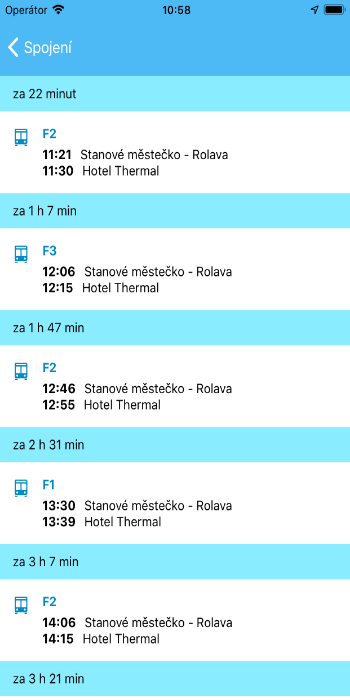 Operátor 10:58
Spojení
za 22 minut
F2
11:21 Stanové městečko - Rolava
11:30 Hotel Thermal
za 1 h 7 min
F3
12:06 Stanové městečko - Rolava
12:15 Hotel Thermal
za 1 h 47 min
F2
12:46 Stanové městečko - Rolava
12:55 Hotel Thermal
za 2 h 31 min
F1
13:30 Stanové městečko - Rolava
13:39 Hotel Thermal
za 3 h 7 min
F2
14:06 Stanové městečko - Rolava
14:15 Hotel Thermal
za 3 h 21 min